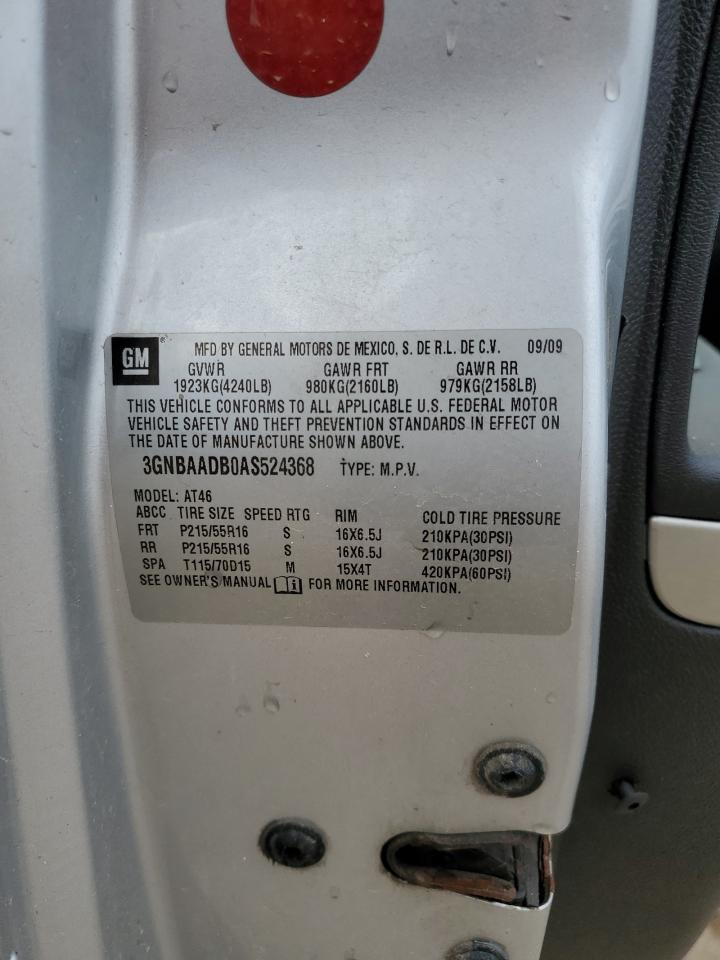 GM ® MFD BY GENERAL MOTORS DE MEXICO, S. DE R.L. DE C.V. 09/09
GVWR GAWR FRT GAWR RR
1923KG(4240LB) 980KG(2160LB) 979KG(2158LB)
THIS VEHICLE CONFORMS TO ALL APPLICABLE U.S. FEDERAL MOTOR
VEHICLE SAFETY AND THEFT PREVENTION STANDARDS IN EFFECT ON
THE DATE OF MANUFACTURE SHOWN ABOVE.
3GNBAADB0AS524368 TYPE: M.P.V.
MODEL: AT46
ABCC TIRE SIZE SPEED RTG RIM COLD TIRE PRESSURE
FRT P215/55R16 S 16X6.5J 210KPA(30PSI)
RR P215/55R16 S 16X6.5J 210KPA(30PSI)
SPA T115/70D15 M 15X4T 420KPA(60PSI)
SEE OWNER'S MANUAL i FOR MORE INFORMATION.